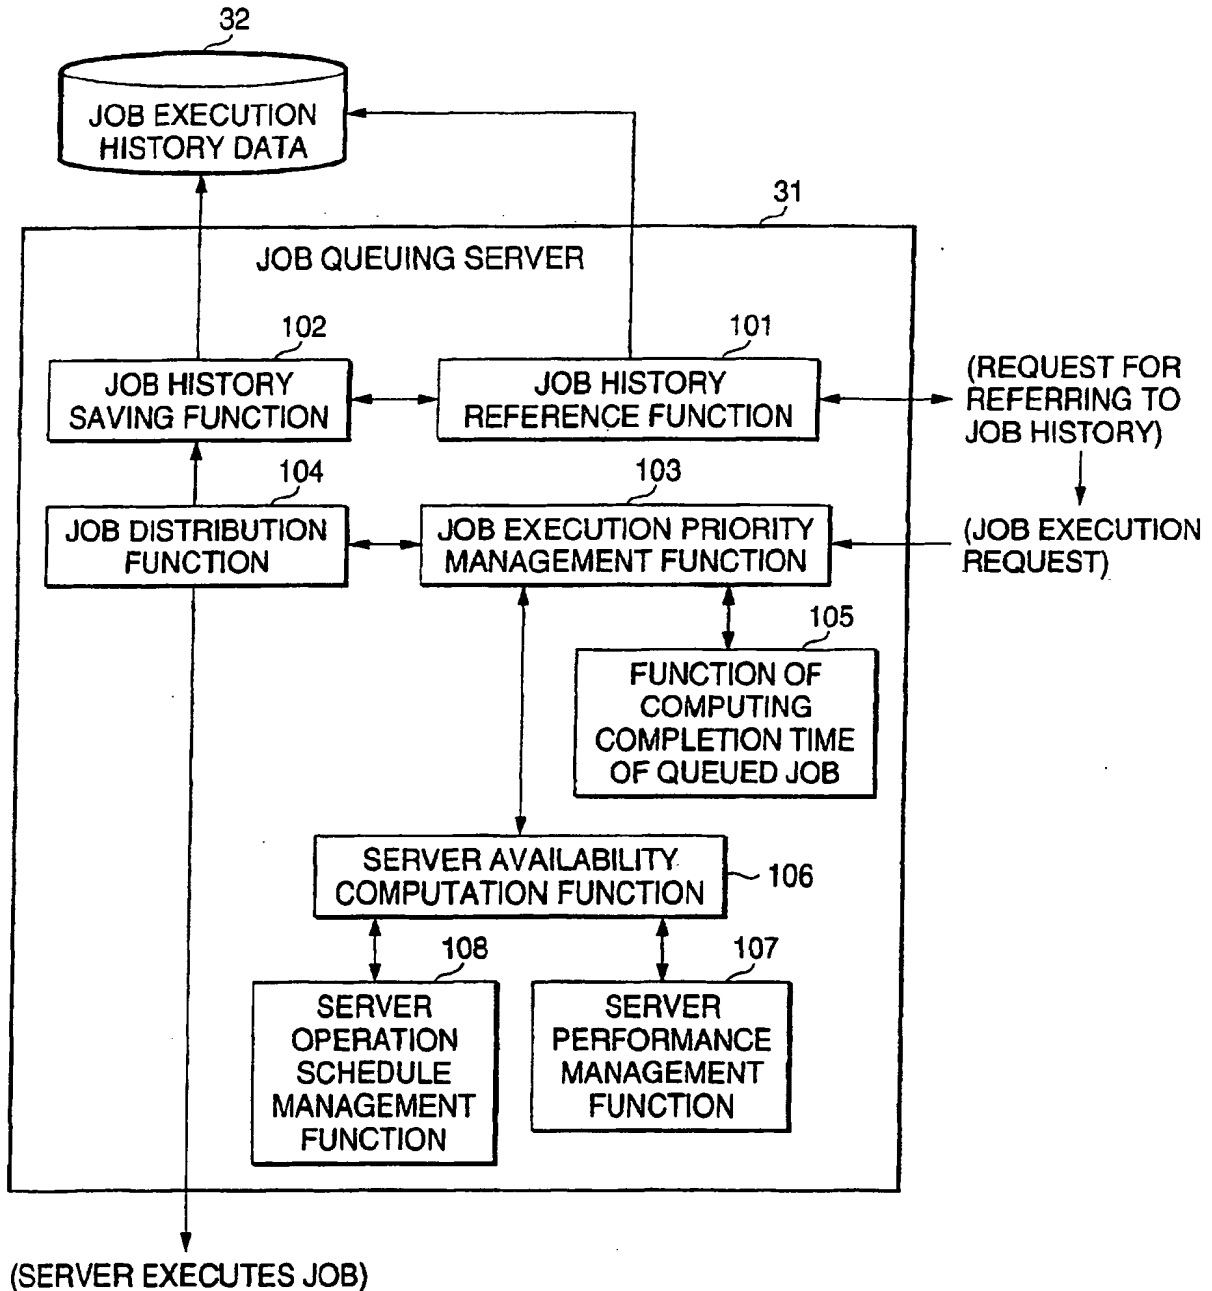 32
JOB EXECUTION
HISTORY DATA
31
JOB QUEUING SERVER
102
JOB HISTORY
SAVING FUNCTION
101
JOB HISTORY
REFERENCE FUNCTION
(REQUEST FOR
REFERRING TO
JOB HISTORY)
104
JOB DISTRIBUTION
FUNCTION
103
JOB EXECUTION PRIORITY
MANAGEMENT FUNCTION
(JOB EXECUTION
REQUEST)
105
FUNCTION OF
COMPUTING
COMPLETION TIME
OF QUEUED JOB
SERVER AVAILABILITY
COMPUTATION FUNCTION
106
108
SERVER
OPERATION
SCHEDULE
MANAGEMENT
FUNCTION
107
SERVER
PERFORMANCE
MANAGEMENT
FUNCTION
(SERVER EXECUTES JOB)